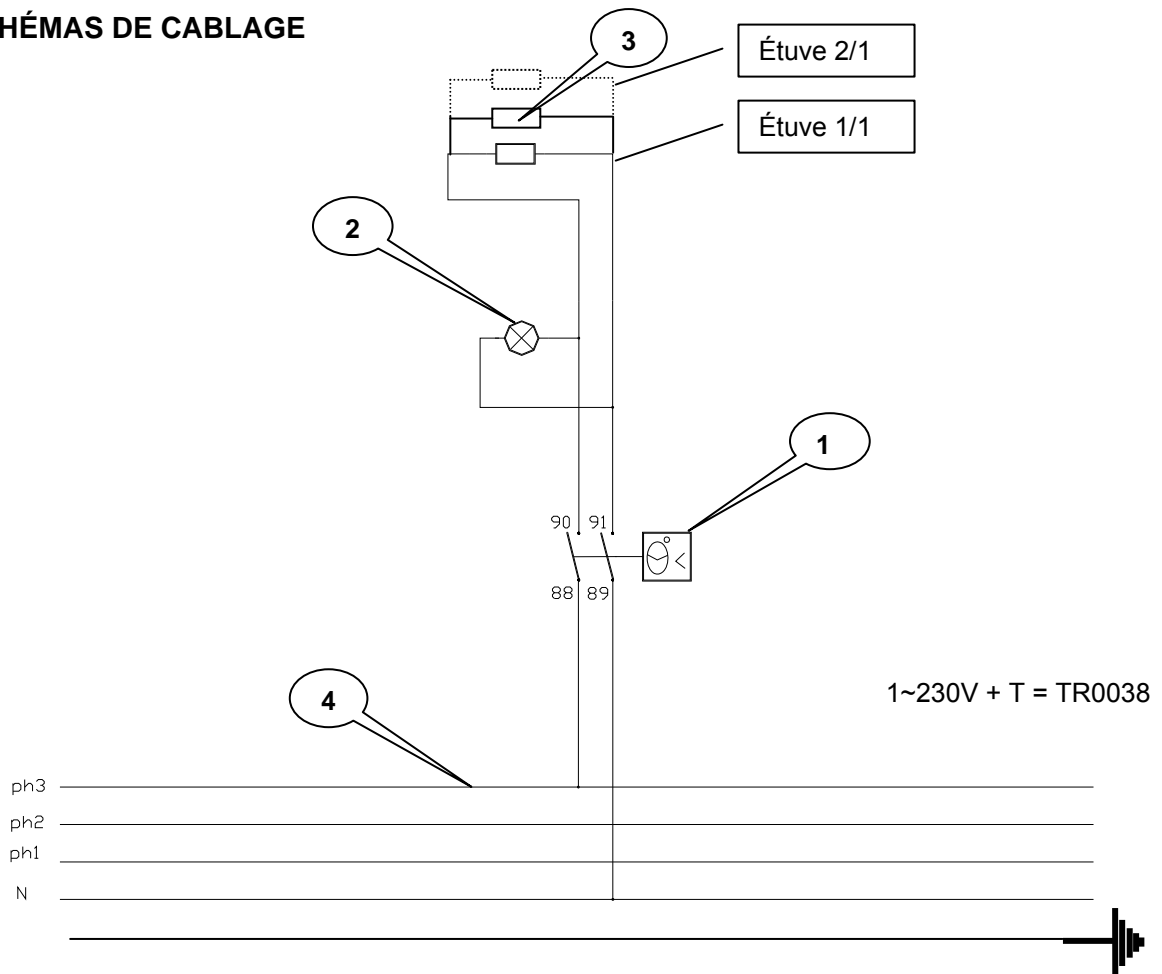 HÉMAS DE CABLAGE
3
Étuve 2/1
Étuve 1/1
2
1
90 91
88 89
1~230V + T = TR0038
4
ph3
ph2
ph1
N